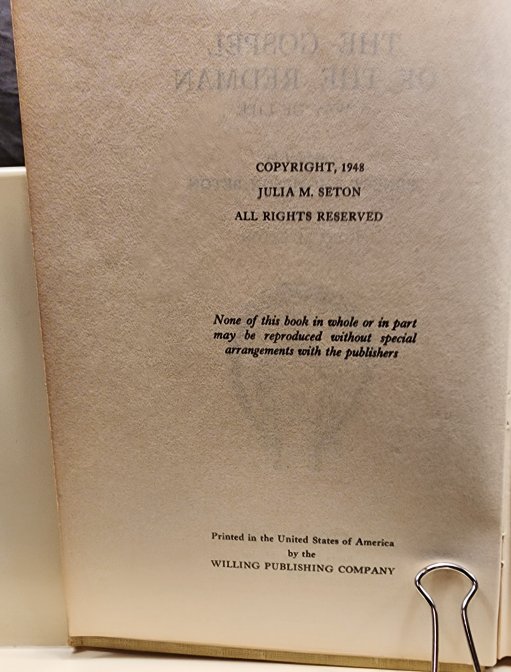 COPYRIGHT, 1948
JULIA M. SETON
ALL RIGHTS RESERVED
None of this book in whole or in part
may be reproduced without special
arrangements with the publishers
Printed in the United States of America
by the
WILLING PUBLISHING COMPANY